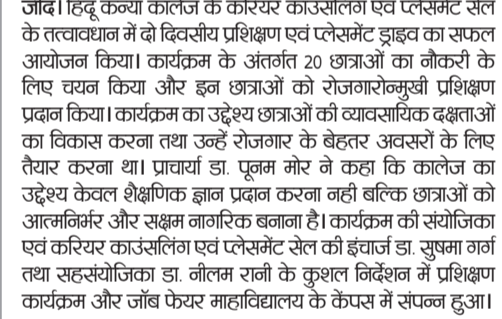 जींद। हिंदू कन्या कॉलेज के करियर काउंसलिंग एवं प्लेसमेंट सेल
के तत्वावधान में दो दिवसीय प्रशिक्षण एवं प्लेसमेंट ड्राइव का सफल
आयोजन किया। कार्यक्रम के अंतर्गत 20 छात्राओं का नौकरी के
लिए चयन किया और इन छात्राओं को रोजगारोन्मुखी प्रशिक्षण
प्रदान किया। कार्यक्रम का उद्देश्य छात्राओं की व्यावसायिक दक्षताओं
का विकास करना तथा उन्हें रोजगार के बेहतर अवसरों के लिए
तैयार करना था। प्राचार्या डा. पूनम मोर ने कहा कि कालेज का
उद्देश्य केवल शैक्षणिक ज्ञान प्रदान करना नही बल्कि छात्राओं को
आत्मनिर्भर और सक्षम नागरिक बनाना है। कार्यक्रम की संयोजिका
एवं करियर काउंसलिंग एवं प्लेसमेंट सेल की इंचार्ज डा. सुषमा गर्ग
तथा सहसंयोजिका डा. नीलम रानी के कुशल निर्देशन में प्रशिक्षण
कार्यक्रम और जॉब फेयर माहाविद्यालय के केंपस में संपन्न हुआ।